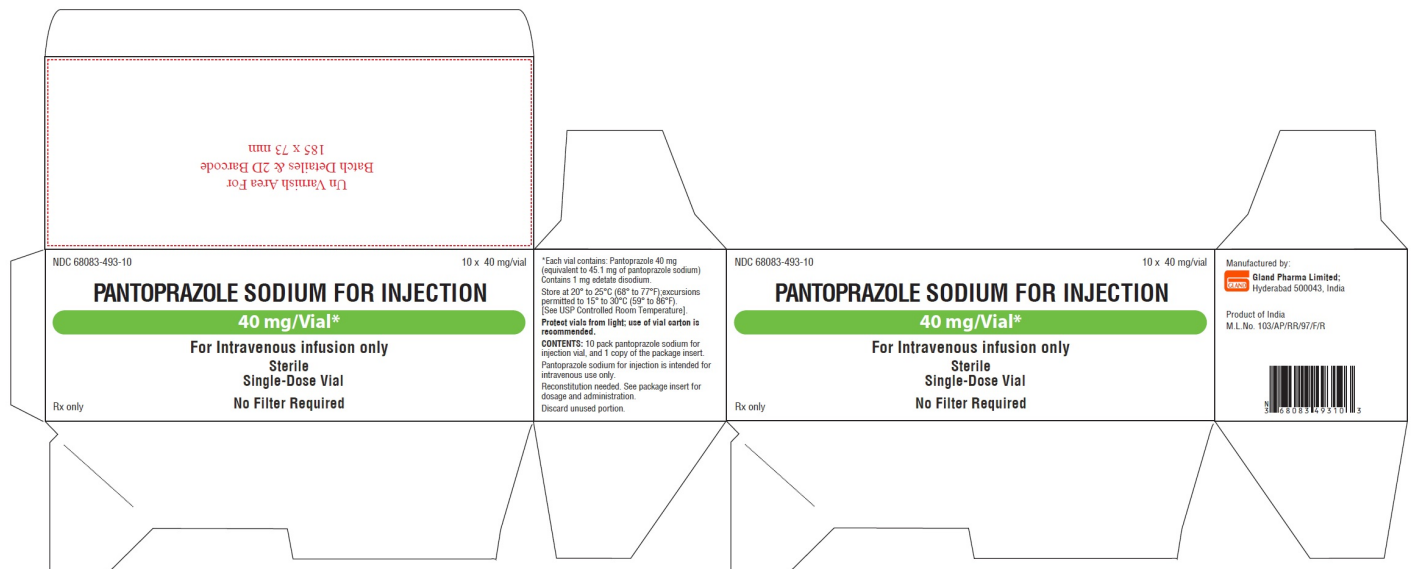 Un Varnish Area For
Batch Detailes & 2D Barcode
185 x 73 mm
NDC 68083-493-10
10 x 40 mg/vial
PANTOPRAZOLE SODIUM FOR INJECTION
40 mg/Vial*
For Intravenous infusion only
Sterile
Single-Dose Vial
No Filter Required
Rx only
*Each vial contains: Pantoprazole 40 mg
(equivalent to 45.1 mg of pantoprazole sodium)
Contains 1 mg edetate disodium.
Store at 20° to 25°C (68° to 77°F);excursions
permitted to 15° to 30°C (59° to 86°F).
[See USP Controlled Room Temperature].
Protect vials from light; use of vial carton is
recommended.
CONTENTS: 10 pack pantoprazole sodium for
injection vial, and 1 copy of the package insert.
Pantoprazole sodium for injection is intended for
intravenous use only.
Reconstitution needed. See package insert for
dosage and administration.
Discard unused portion.
NDC 68083-493-10
10 x 40 mg/vial
PANTOPRAZOLE SODIUM FOR INJECTION
40 mg/Vial*
For Intravenous infusion only
Sterile
Single-Dose Vial
No Filter Required
Rx only
Manufactured by:
GLAND
Gland Pharma Limited;
Hyderabad 500043, India
Product of India
M.L.No. 103/AP/RR/97/F/R
N
3 68083 49310 3